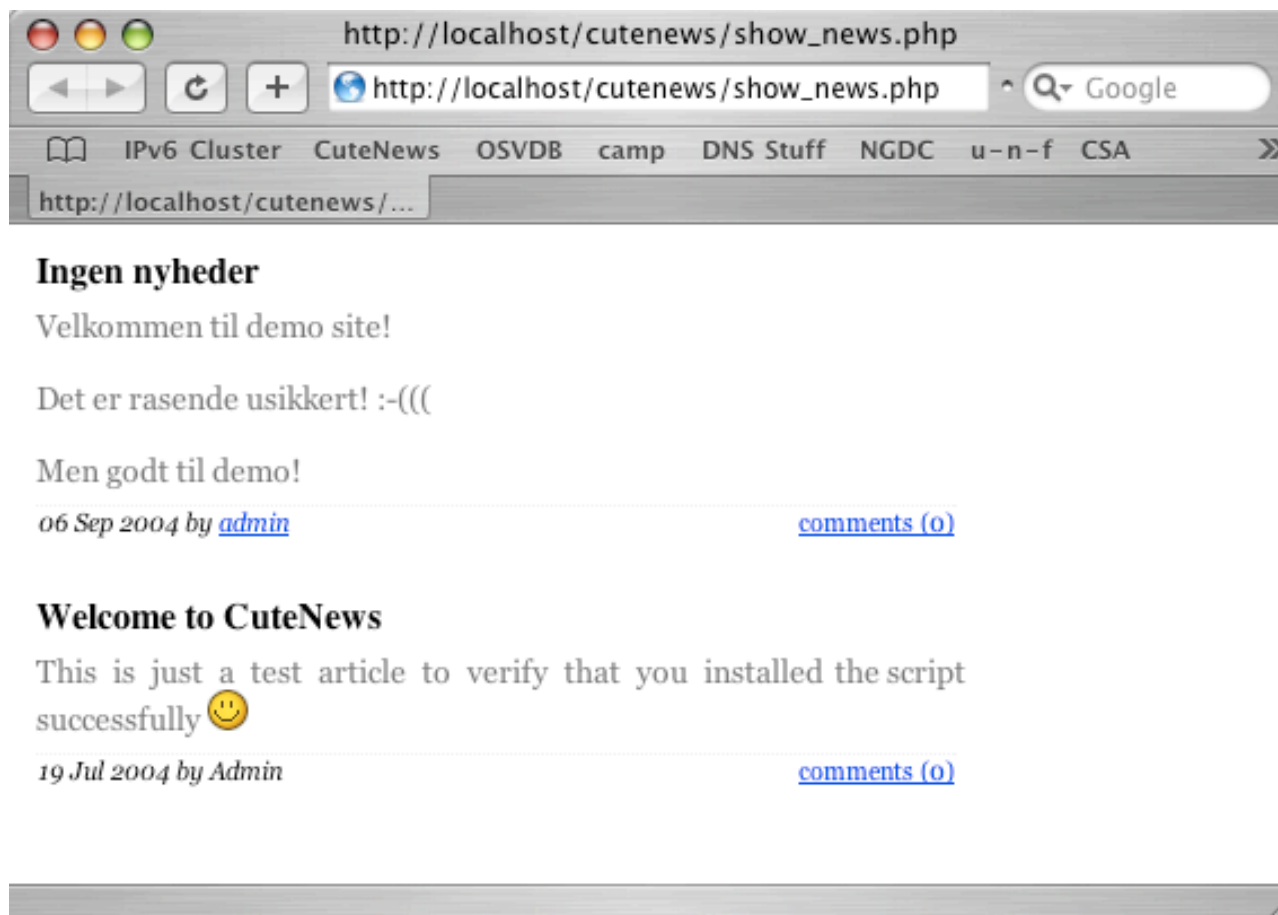 http://localhost/cutenews/show_news.php
http://localhost/cutenews/show_news.php Google
IPv6 Cluster CuteNews OSVDB camp DNS Stuff NGDC u-n-f CSA
http://localhost/cutenews/...
Ingen nyheder
Velkommen til demo site!
Det er rasende usikkert! :-(((
Men godt til demo!
06 Sep 2004 by admin comments (0)
Welcome to CuteNews
This is just a test article to verify that you installed the script
successfully
19 Jul 2004 by Admin comments (0)